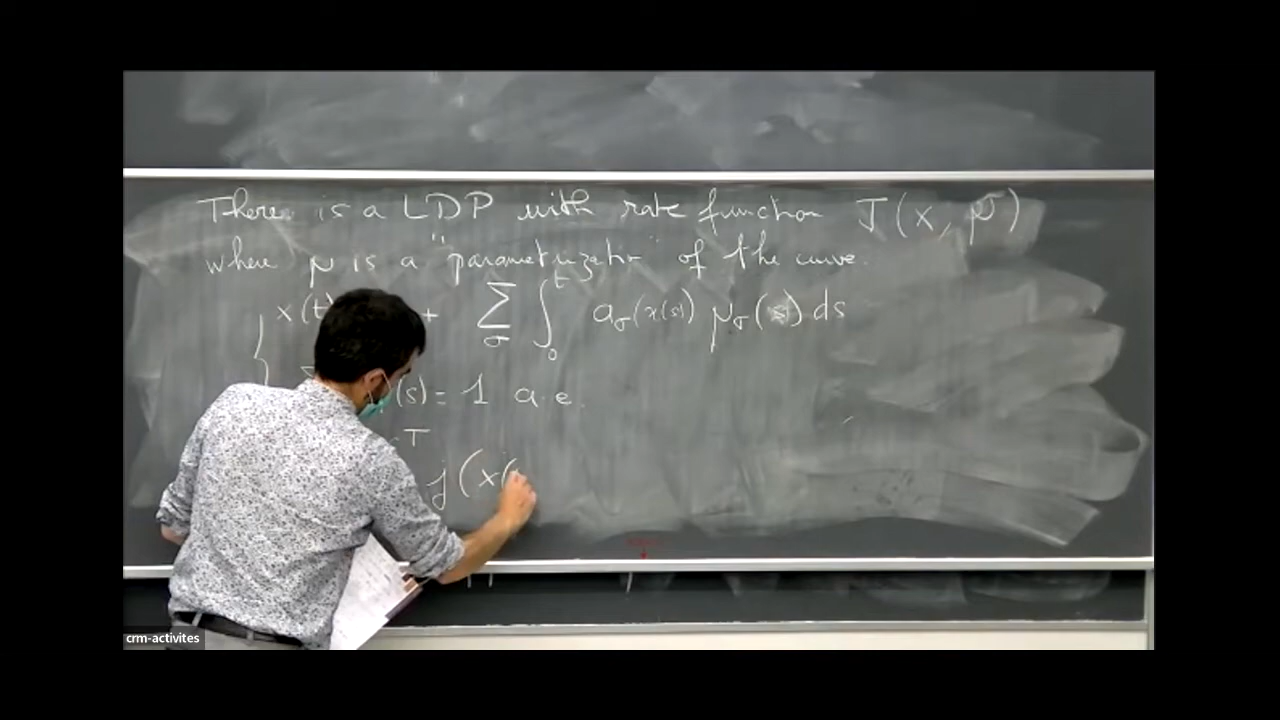 There is a LDP with rate function J(x, μ)
where μ is a "parametrization" of the curve.
x(t) + Σ_σ ∫_0^t a_σ(x(s)) μ_σ(s) ds
(s) = 1 a.e.
T
j(x(
crm-activites